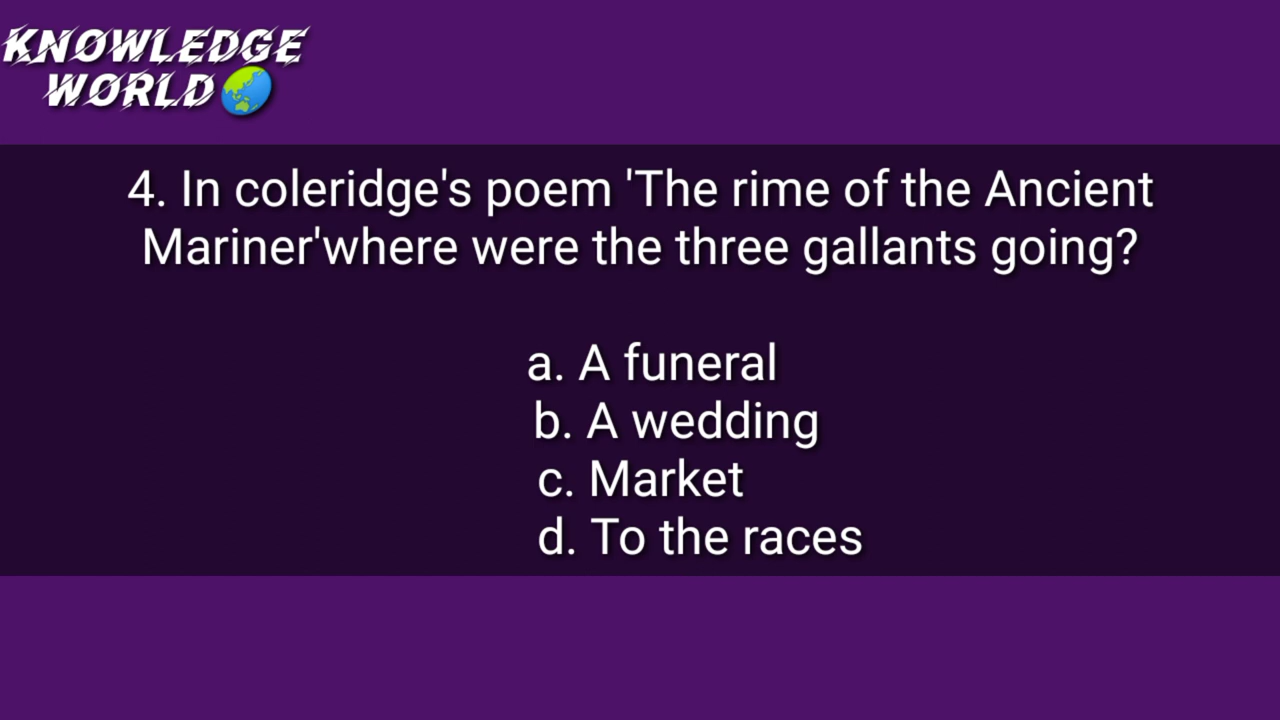 KNOWLEDGE
WORLD
4. In coleridge's poem 'The rime of the Ancient
Mariner'where were the three gallants going?
a. A funeral
b. A wedding
c. Market
d. To the races